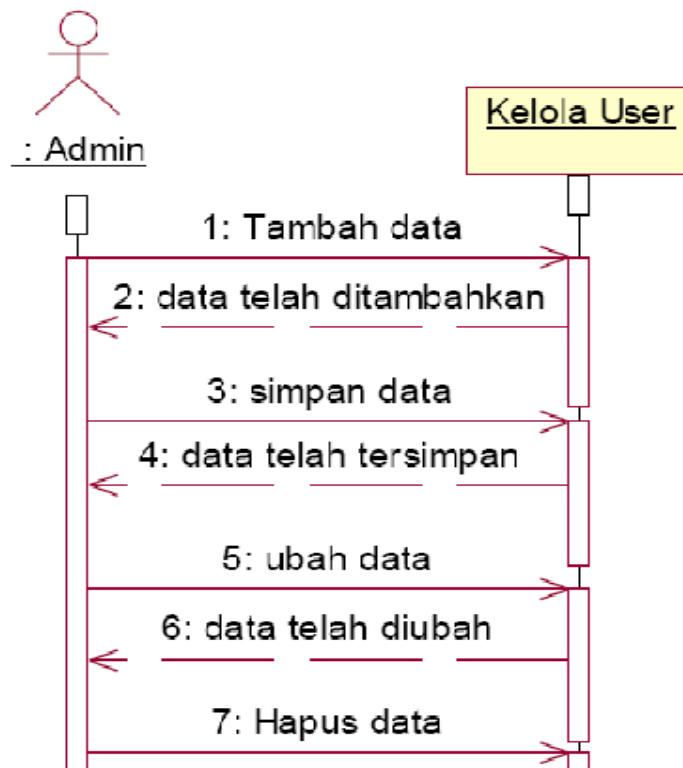 : Admin
Kelola User
1: Tambah data
2: data telah ditambahkan
3: simpan data
4: data telah tersimpan
5: ubah data
6: data telah diubah
7: Hapus data